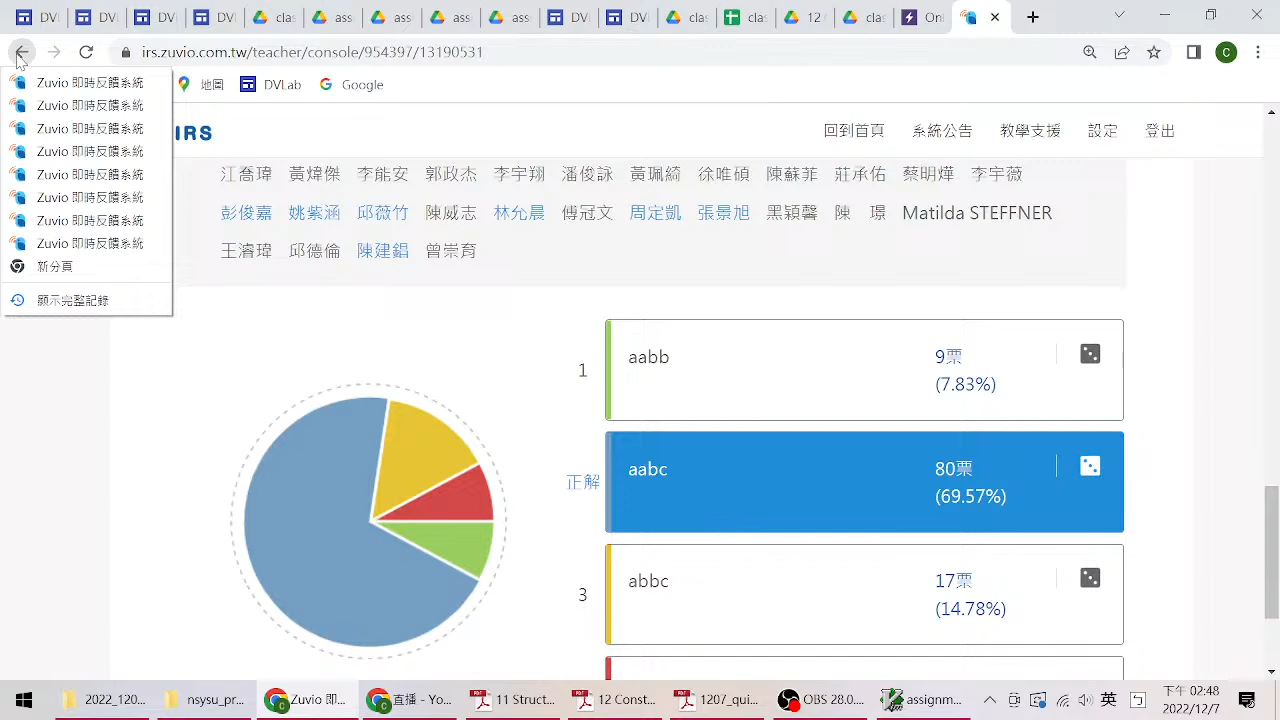 DV DV DV DV clas ass ass ass ass DV DV clas clas 12 clas On
irs.zuvio.com.tw/teacher/console/954397/13190531
C
Zuvio 即時反饋系統 地圖 DVLab Google
Zuvio 即時反饋系統
Zuvio 即時反饋系統
Zuvio 即時反饋系統
Zuvio 即時反饋系統
Zuvio 即時反饋系統
Zuvio 即時反饋系統
Zuvio 即時反饋系統
新分頁
顯示完整記錄
IRS 回到首頁 系統公告 教學支援 設定 登出
江喬瑋 黃煒傑 李能安 郭政杰 李宇翔 潘俊詠 黃珮綺 徐唯碩 陳蘇菲 莊承佑 蔡明燁 李宇薇
彭俊嘉 姚紫涵 邱薇竹 陳威志 林允晨 傅冠文 周定凱 張景旭 黑穎馨 陳 璟 Matilda STEFFNER
王濬瑋 邱德倫 陳建錩 曾崇育
1 aabb 9票
(7.83%)
正解 aabc 80票
(69.57%)
3 abbc 17票
(14.78%)
2022_120... nsysu_pr... Zuvio 即... 直播 - Yo... 11 Struct... 12 Const... 1207_qui... OBS 28.0... assignm... 英 下午 02:48
2022/12/7